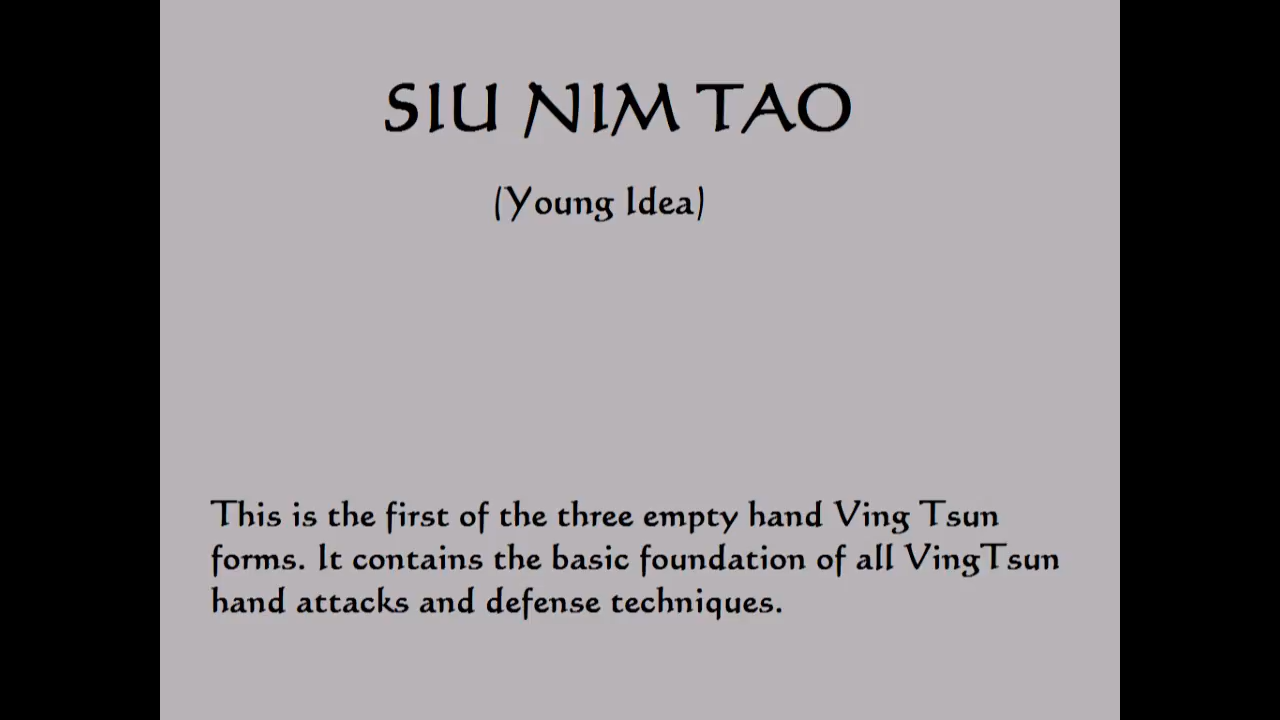 SIU NIM TAO
(Young Idea)
This is the first of the three empty hand Ving Tsun
forms. It contains the basic foundation of all VingTsun
hand attacks and defense techniques.